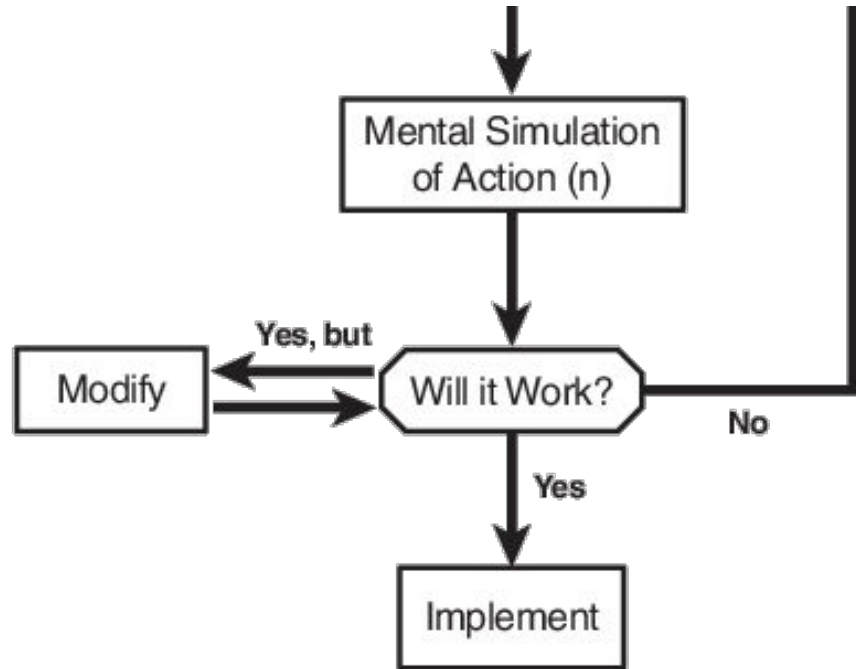 Mental Simulation
of Action (n)
Yes, but
Modify
Will it Work?
No
Yes
Implement